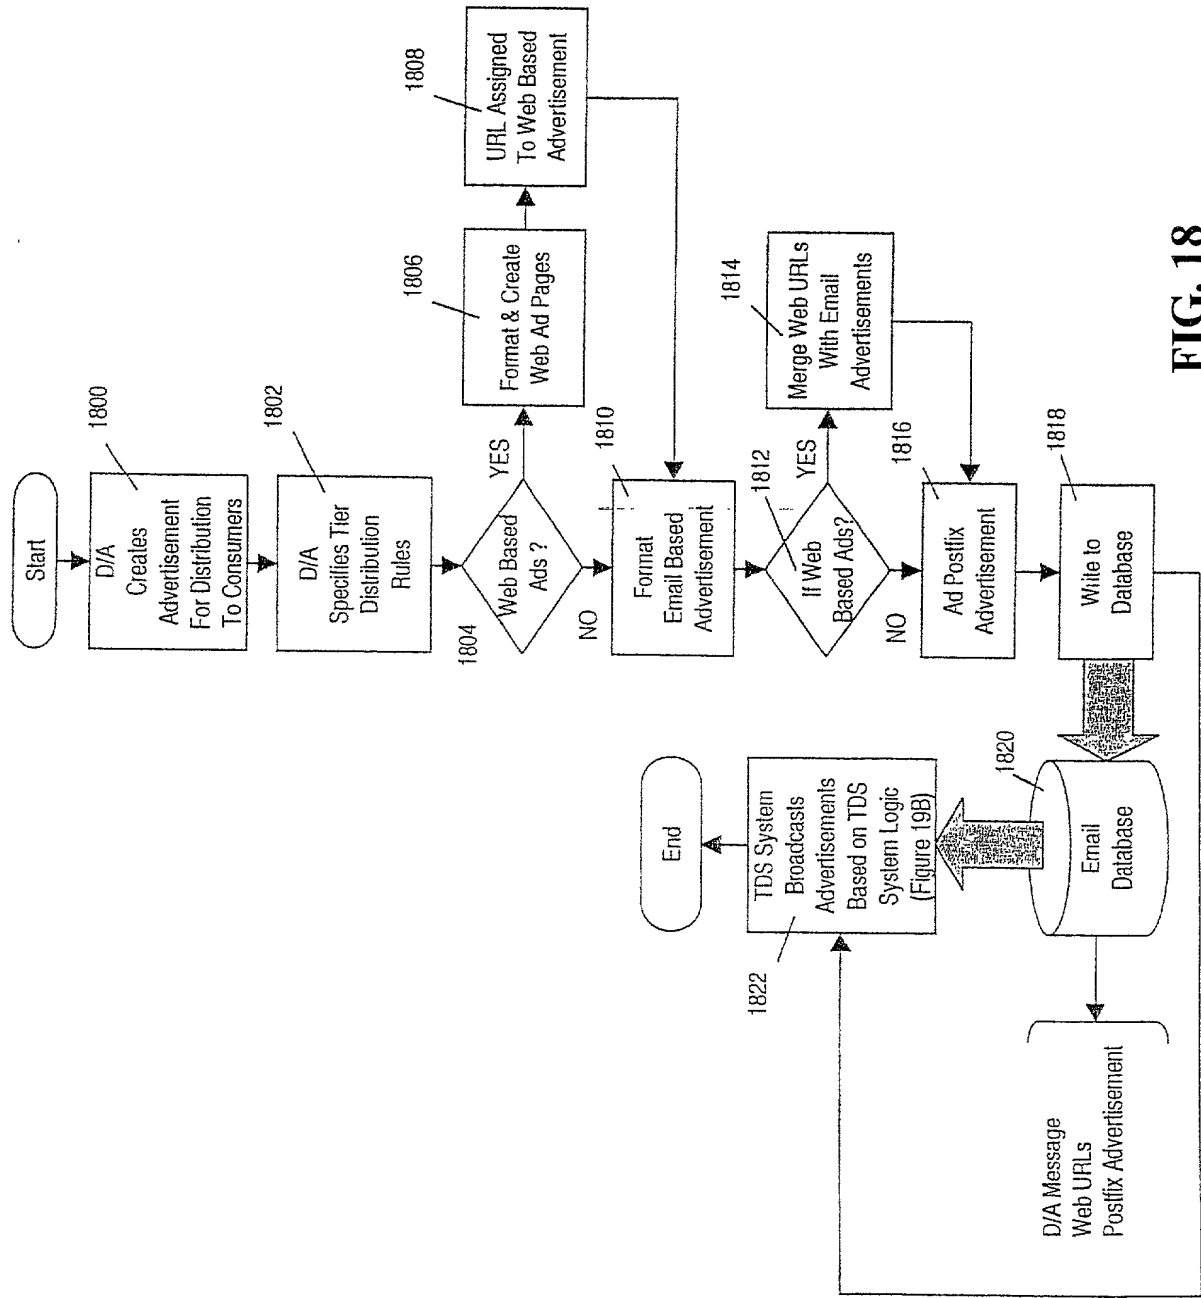 Start
1800
D/A
Creates
Advertisement
For Distribution
To Consumers
1802
D/A
Specifies Tier
Distribution
Rules
1804
Web Based
Ads ?
YES
NO
1806
Format & Create
Web Ad Pages
1808
URL Assigned
To Web Based
Advertisement
1810
Format
Email Based
Advertisement
1812
If Web
Based Ads?
YES
NO
1814
Merge Web URLs
With Email
Advertisements
1816
Ad Postfix
Advertisement
1818
Write to
Database
1820
Email
Database
D/A Message
Web URLs
Postfix Advertisement
1822
TDS System
Broadcasts
Advertisements
Based on TDS
System Logic
(Figure 19B)
End
FIG. 18